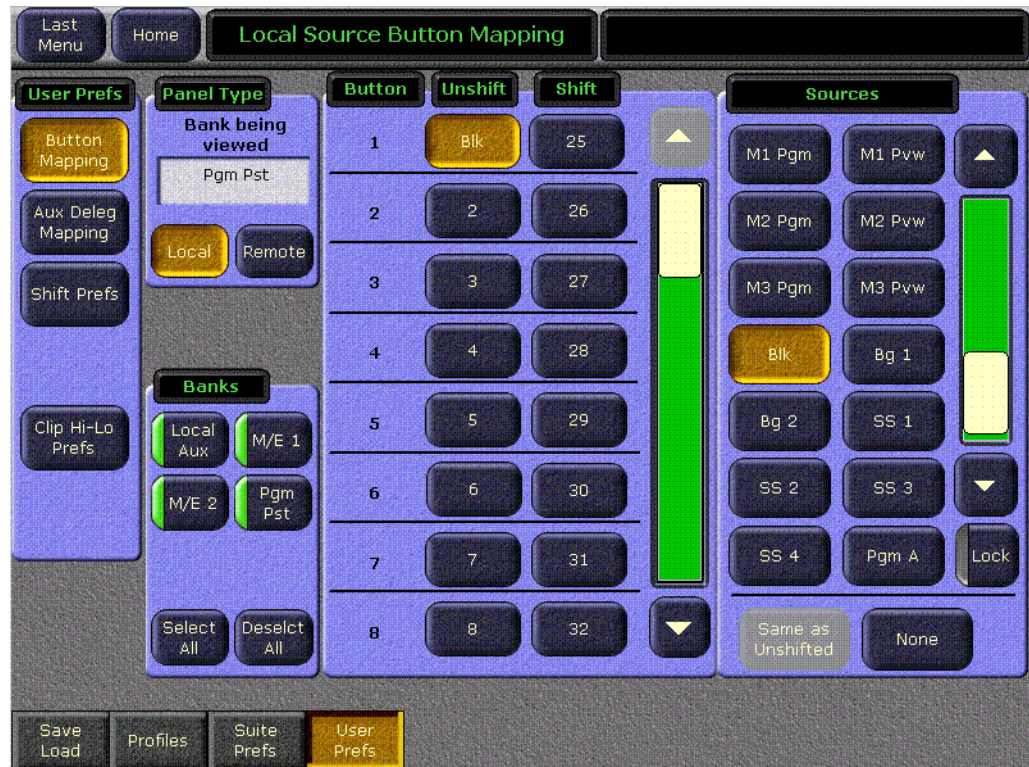 Last
Menu
Home
Local Source Button Mapping
User Prefs
Button
Mapping
Aux Deleg
Mapping
Shift Prefs
Clip Hi-Lo
Prefs
Panel Type
Bank being
viewed
Pgm Pst
Local
Remote
Banks
Local
Aux
M/E 1
M/E 2
Pgm
Pst
Select
All
Deselct
All
Button Unshift Shift
1 Blk 25
2 2 26
3 3 27
4 4 28
5 5 29
6 6 30
7 7 31
8 8 32
Sources
M1 Pgm M1 Pvw
M2 Pgm M2 Pvw
M3 Pgm M3 Pvw
Blk Bg 1
Bg 2 SS 1
SS 2 SS 3
SS 4 Pgm A Lock
Same as
Unshifted
None
Save
Load
Profiles
Suite
Prefs
User
Prefs